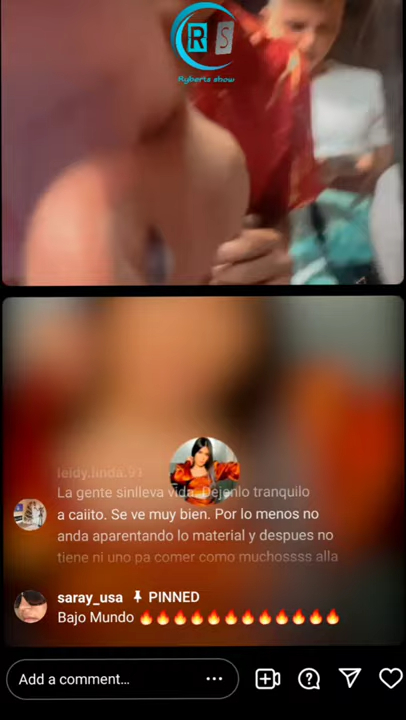 R S
Ryberts show
leidy.linda.91
La gente sinlleva vida. Dejenlo tranquilo
a caiito. Se ve muy bien. Por lo menos no
anda aparentando lo material y despues no
tiene ni uno pa comer como muchossss alla
saray_usa 📌 PINNED
Bajo Mundo 🔥🔥🔥🔥🔥🔥🔥🔥🔥🔥🔥🔥
Add a comment...